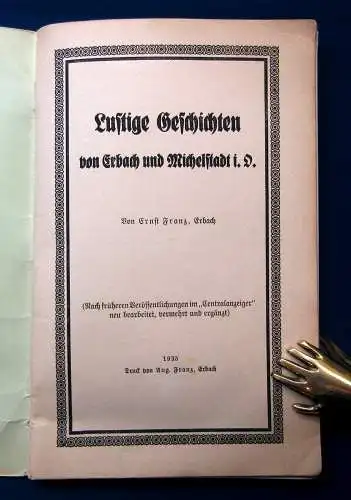 Lustige Geschichten
von Erbach und Michelstadt i. O.
Von Ernst Franz, Erbach
(Nach früheren Veröffentlichungen im „Centralanzeiger"
neu bearbeitet, vermehrt und ergänzt)
1935
Druck von Aug. Franz, Erbach